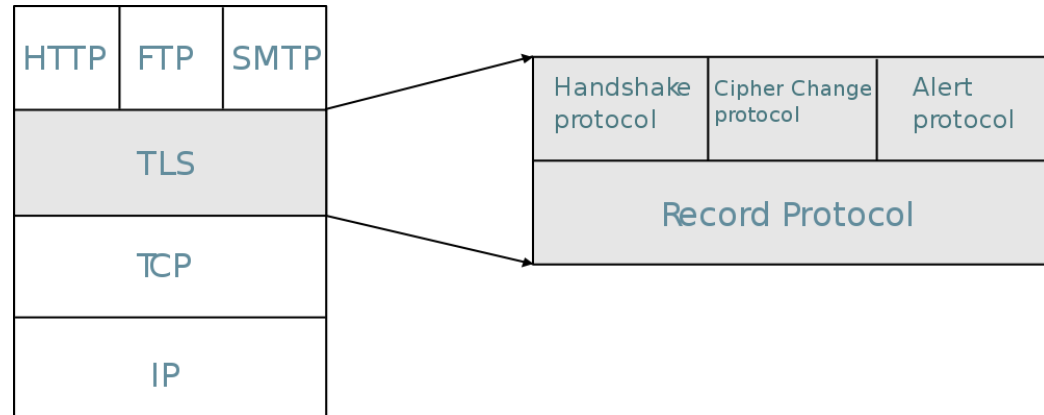 HTTP
FTP
SMTP
TLS
TCP
IP
Handshake
protocol
Cipher Change
protocol
Alert
protocol
Record Protocol